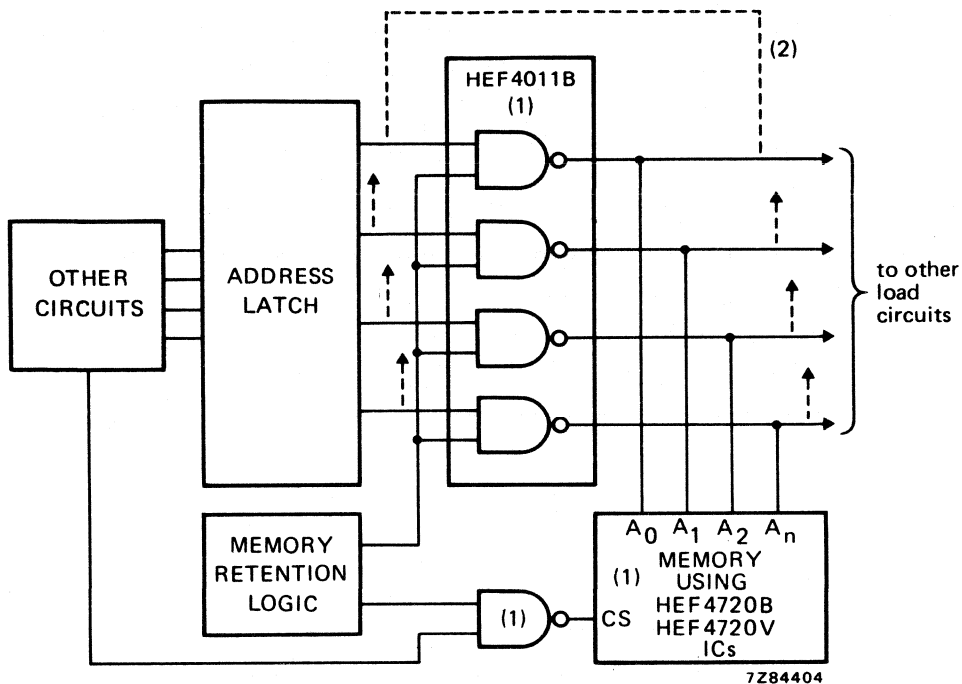 (2)
HEF4011B
(1)
OTHER
CIRCUITS
ADDRESS
LATCH
to other
load
circuits
MEMORY
RETENTION
LOGIC
(1)
CS
A0 A1 A2 An
MEMORY
(1) USING
HEF4720B
HEF4720V
ICs
7Z84404